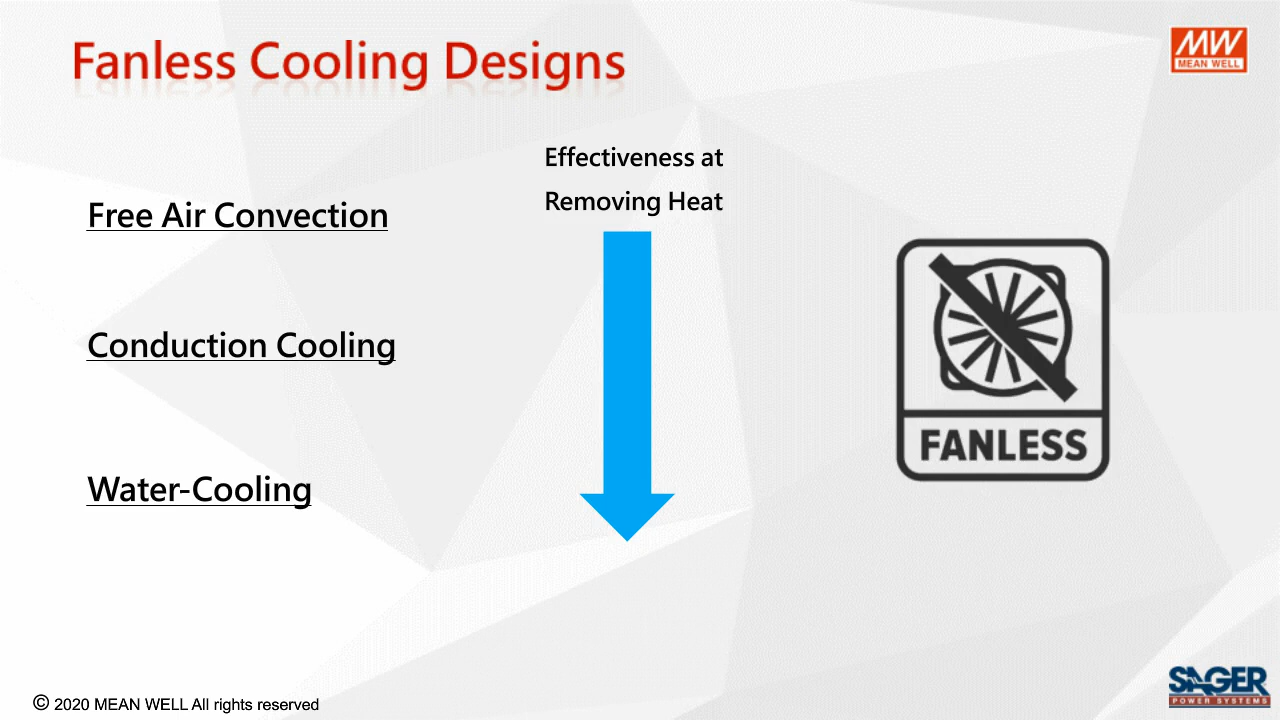 Fanless Cooling Designs
MW
MEAN WELL
Effectiveness at
Removing Heat
Free Air Convection
Conduction Cooling
Water-Cooling
FANLESS
© 2020 MEAN WELL All rights reserved
SAGER
POWER SYSTEMS